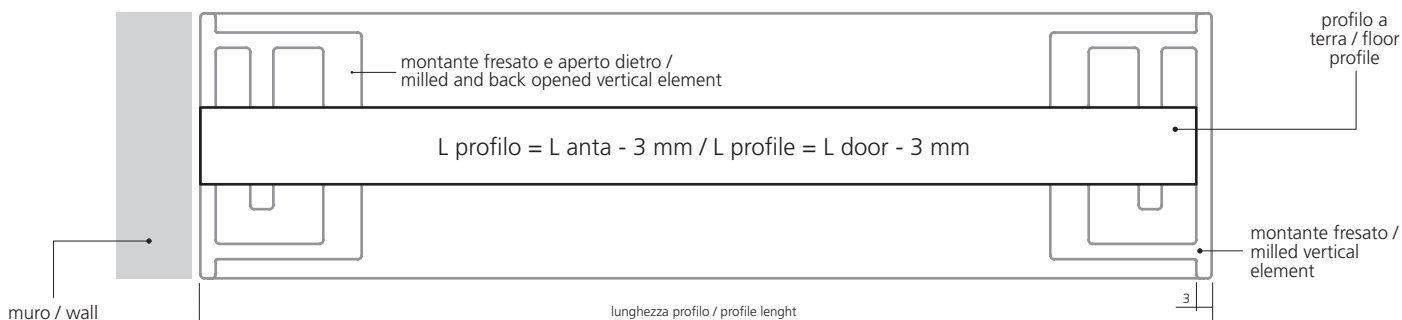 profilo a
terra / floor
profile
montante fresato e aperto dietro /
milled and back opened vertical element
L profilo = L anta - 3 mm / L profile = L door - 3 mm
montante fresato /
milled vertical
element
3
muro / wall
lunghezza profilo / profile lenght